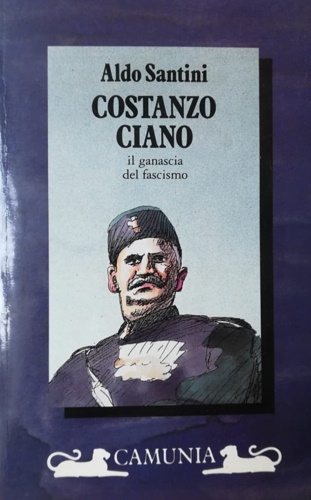 Aldo Santini
COSTANZO
CIANO
il ganascia
del fascismo
CAMUNIA